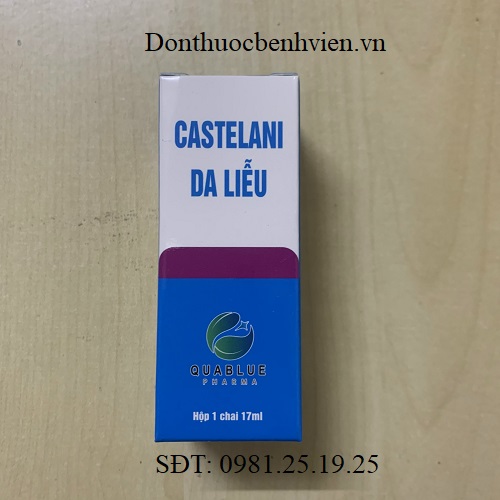 Donthuocbenhvien.vn
CASTELANI
DA LIỄU
QUABLUE
PHARMA
Hộp 1 chai 17ml
SĐT: 0981.25.19.25